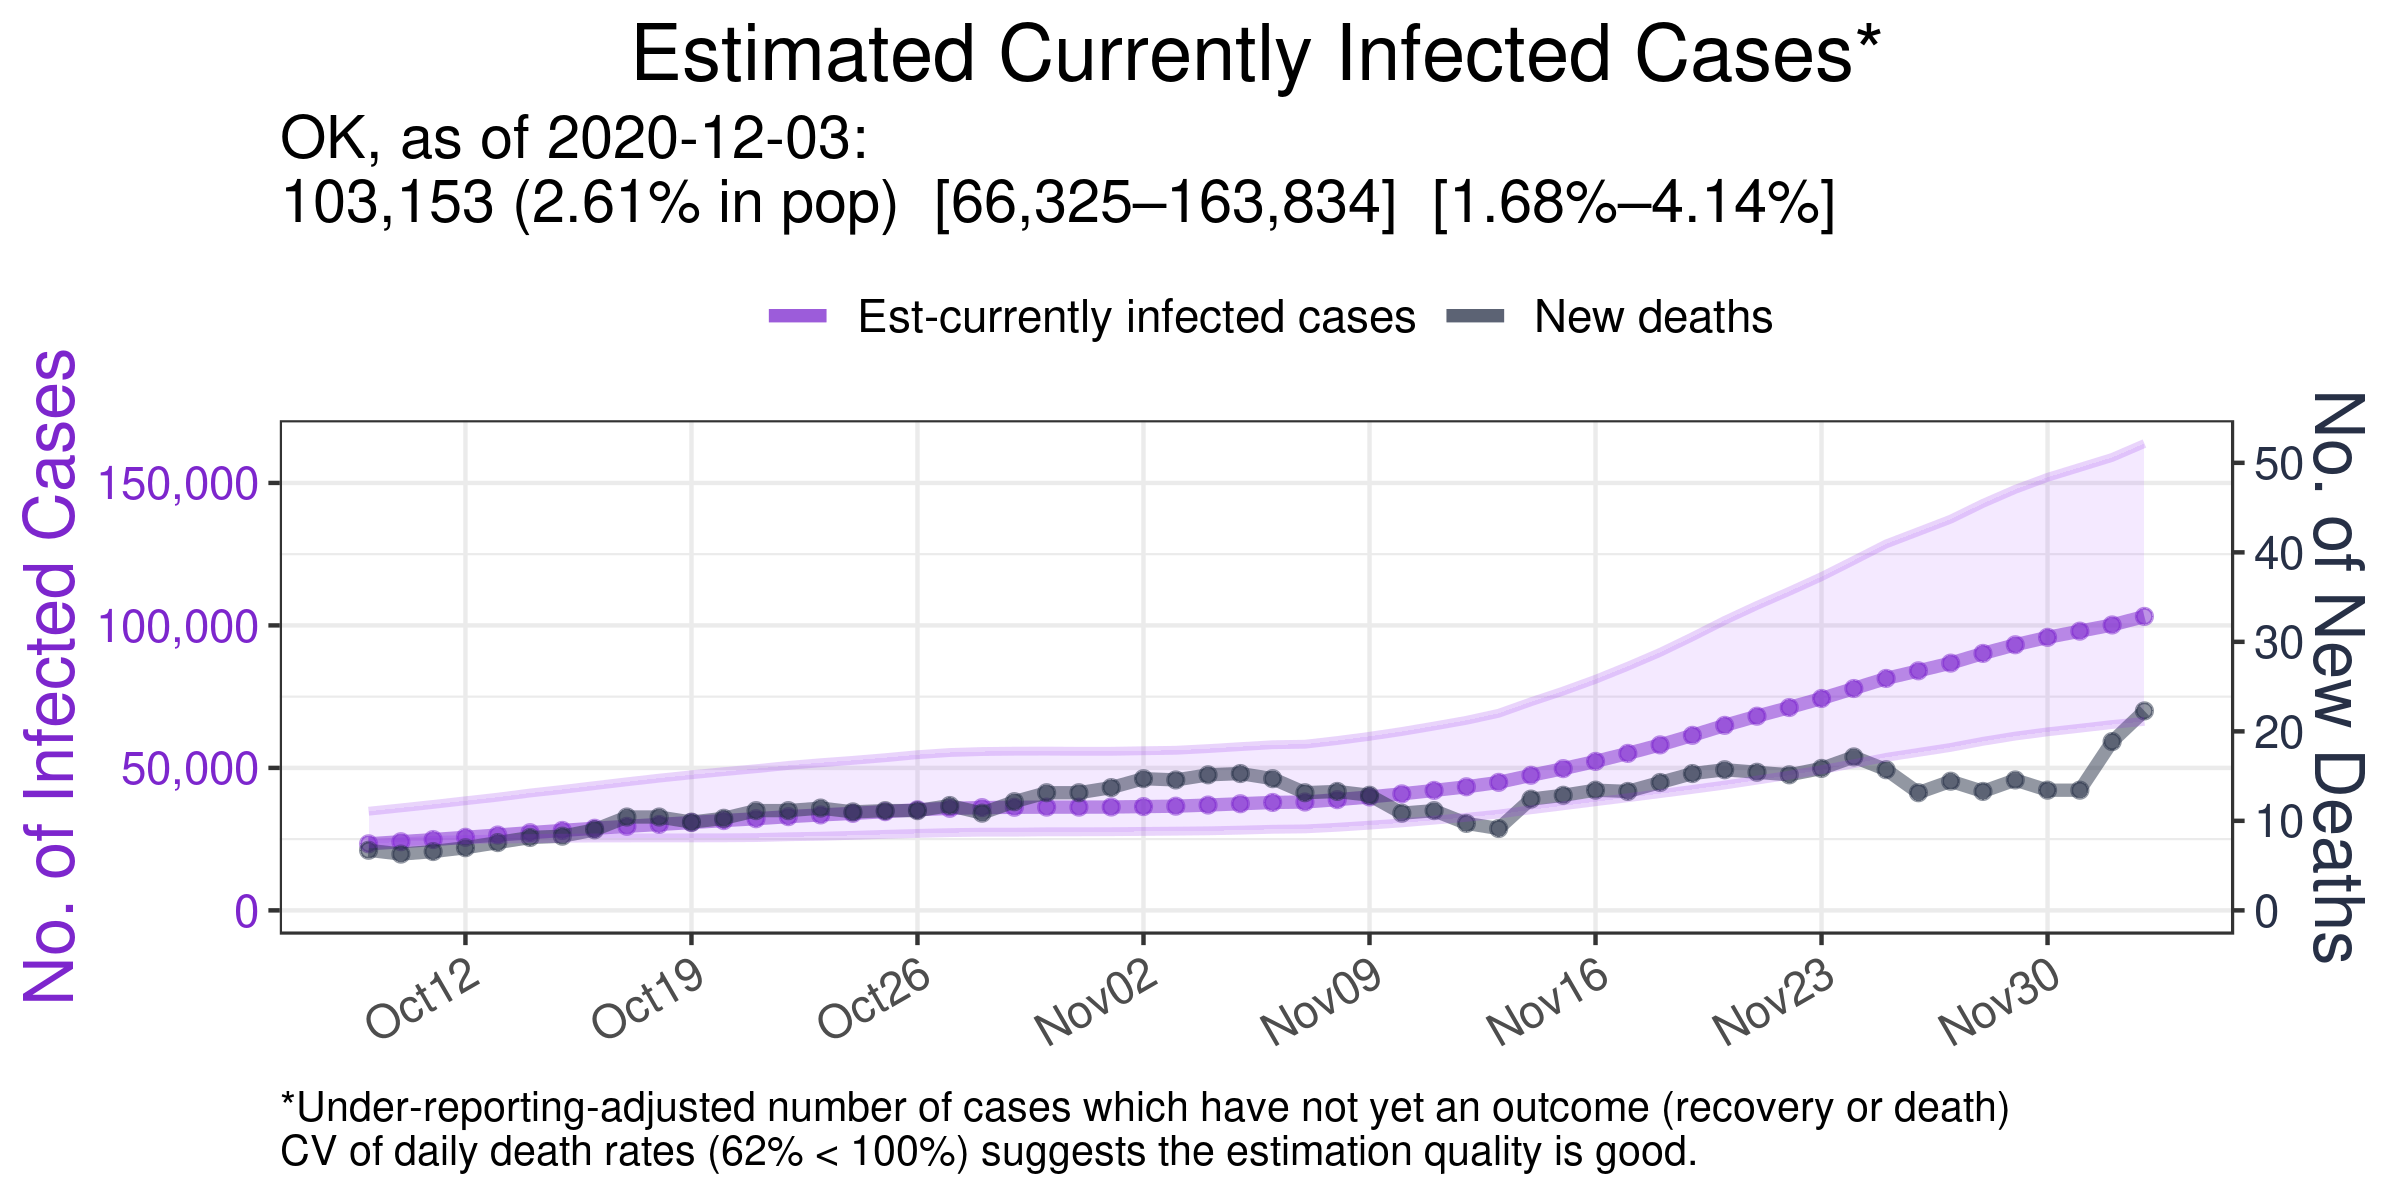 Estimated Currently Infected Cases*
OK, as of 2020-12-03:
103,153 (2.61% in pop)  [66,325–163,834]  [1.68%–4.14%]
Est-currently infected cases
New deaths
No. of Infected Cases
150,000
100,000
50,000
0
50
40
30
20
10
0
No. of New Deaths
Oct12
Oct19
Oct26
Nov02
Nov09
Nov16
Nov23
Nov30
*Under-reporting-adjusted number of cases which have not yet an outcome (recovery or death)
CV of daily death rates (62% < 100%) suggests the estimation quality is good.